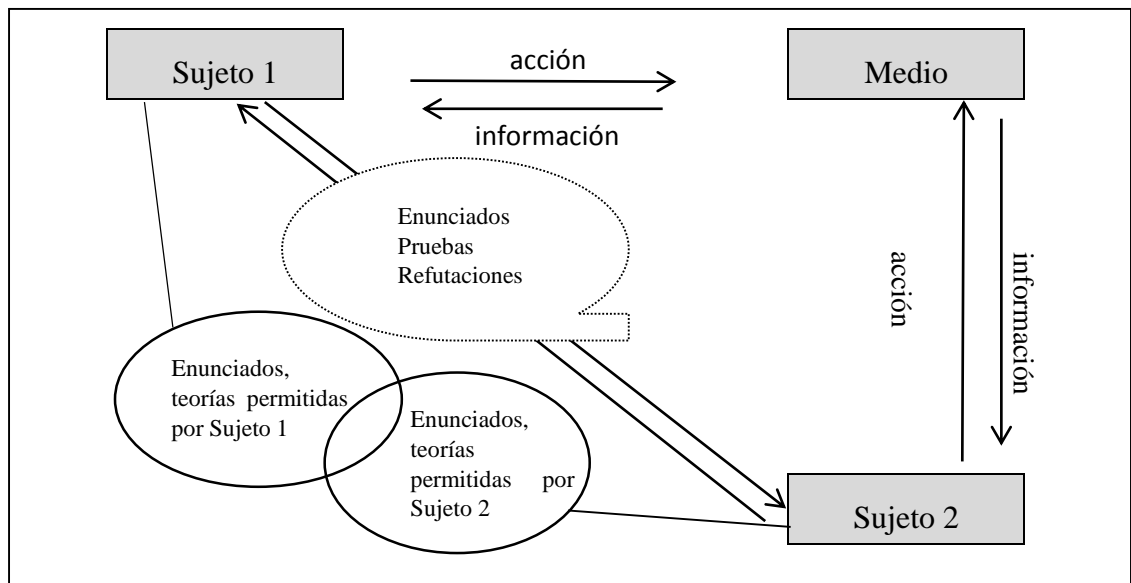 Sujeto 1
acción
Medio
información
Enunciados
Pruebas
Refutaciones
acción
información
Enunciados,
teorías permitidas
por Sujeto 1
Enunciados,
teorías
permitidas por
Sujeto 2
Sujeto 2